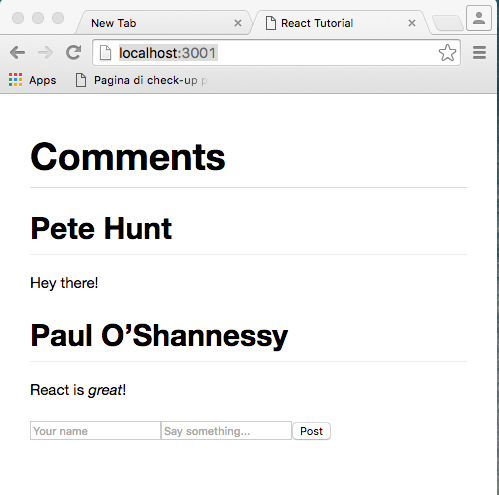 New Tab
React Tutorial
localhost:3001
Apps
Pagina di check-up p
Comments
Pete Hunt
Hey there!
Paul O’Shannessy
React is great!
Your name
Say something...
Post